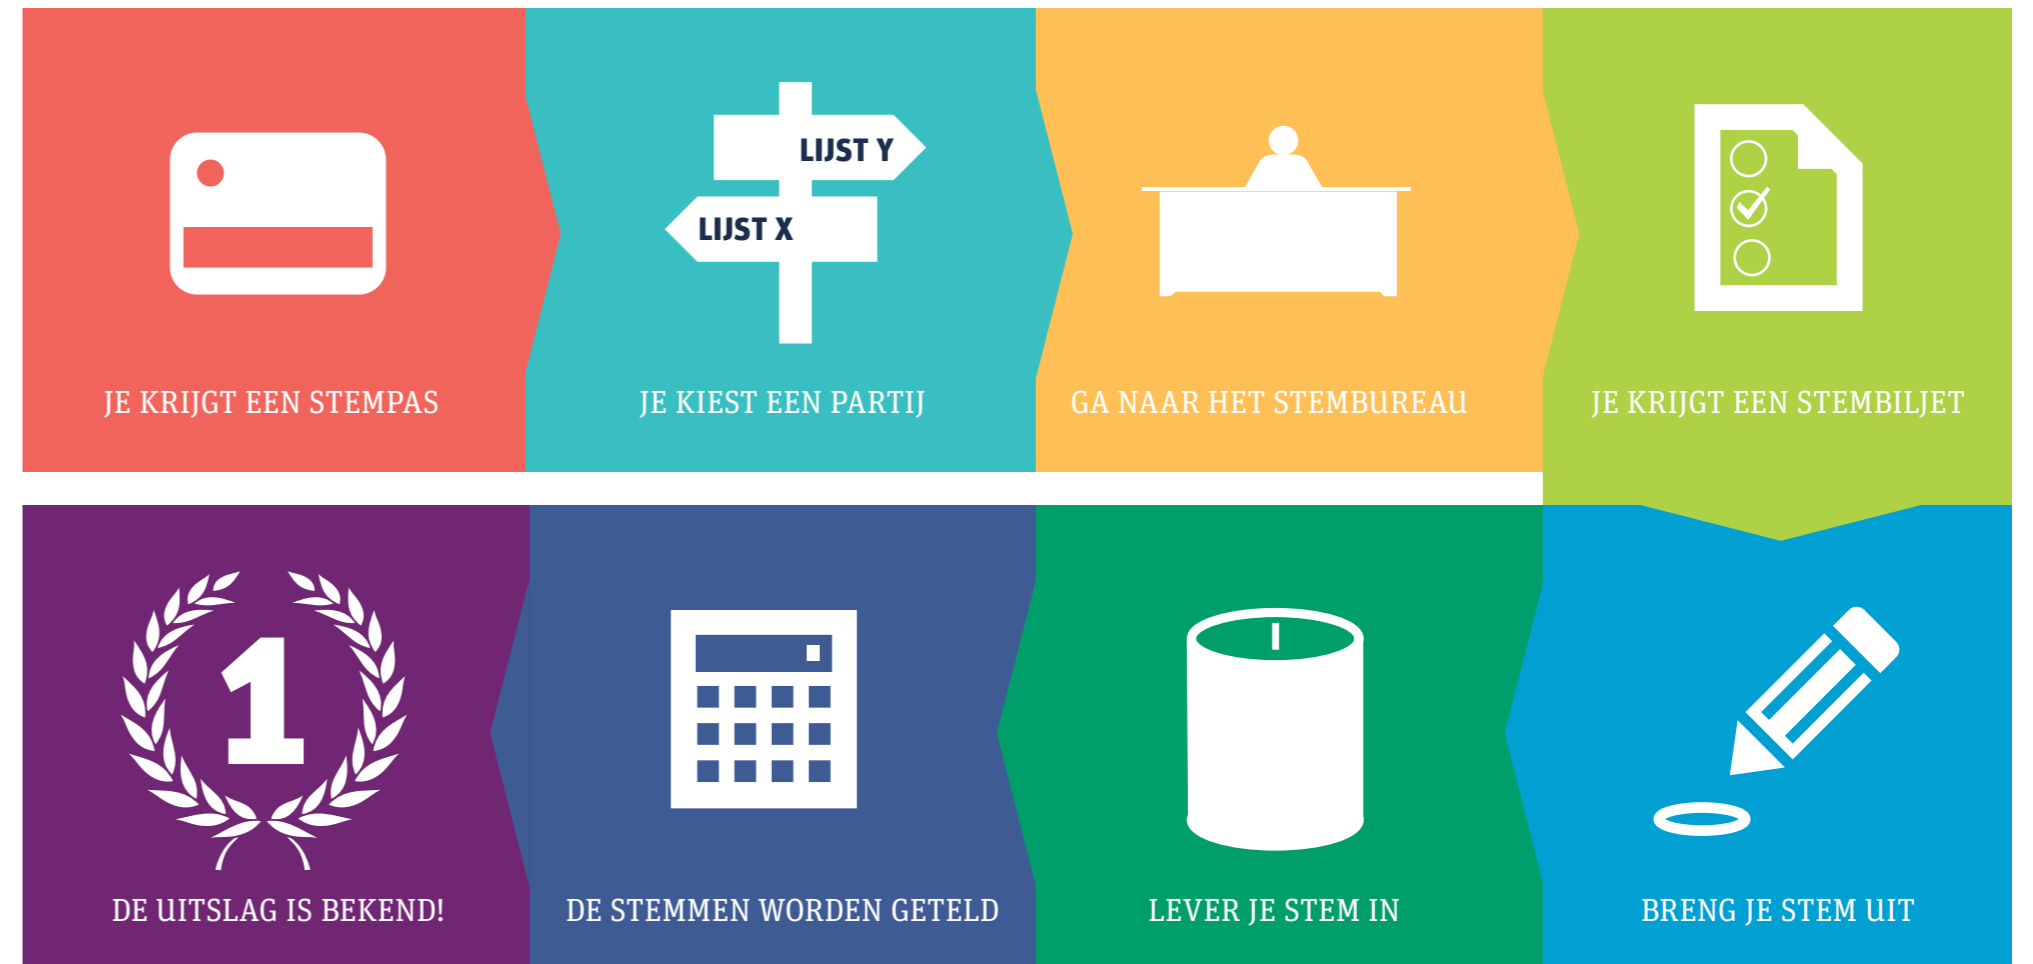 JE KRIJGT EEN STEMPAS
LIJST Y
LIJST X
JE KIEST EEN PARTIJ
GA NAAR HET STEMBUREAU
JE KRIJGT EEN STEMBILJET
BRENG JE STEM UIT
LEVER JE STEM IN
DE STEMMEN WORDEN GETELD
1
DE UITSLAG IS BEKEND!